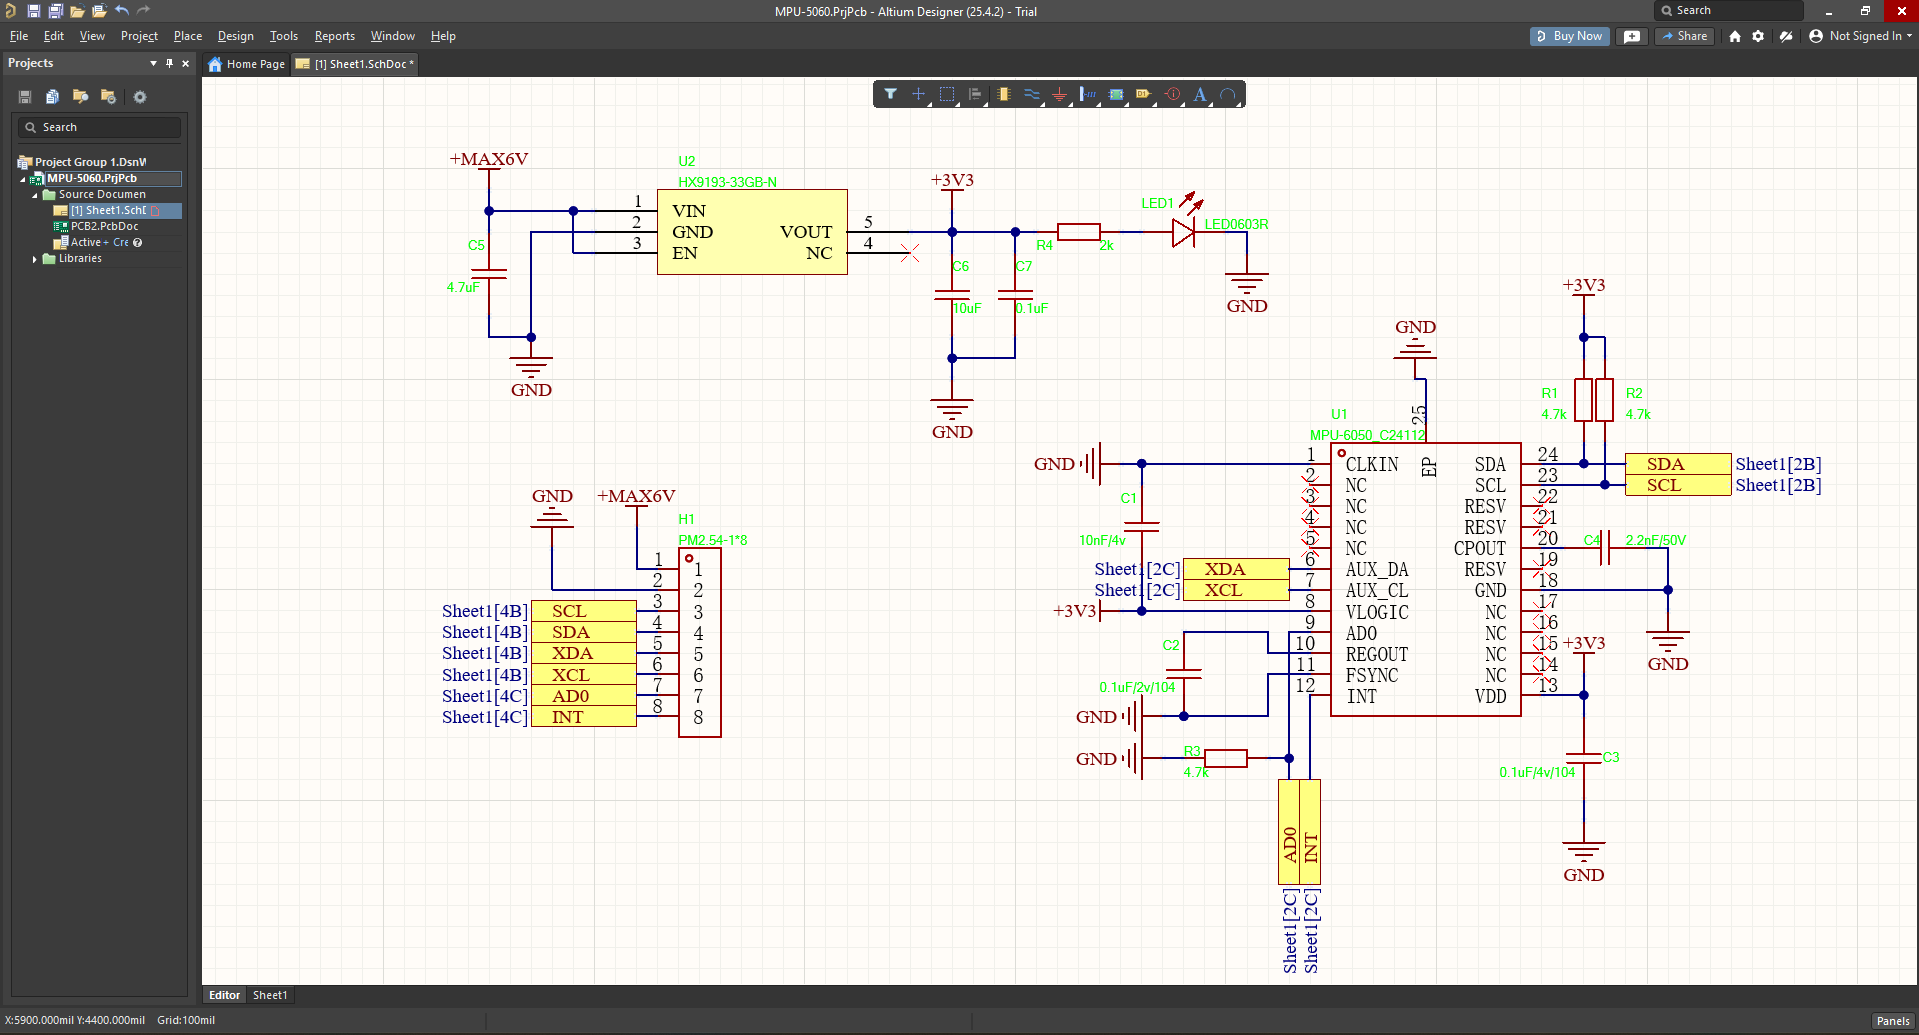 MPU-5060.PrjPcb - Altium Designer (25.4.2) - Trial
Search
File Edit View Project Place Design Tools Reports Window Help
Buy Now
Share
Not Signed In
Projects
Home Page
[1] Sheet1.SchDoc *
Search
Project Group 1.DsnW
MPU-5060.PrjPcb
Source Documen
[1] Sheet1.SchD
PCB2.PcbDoc
Active + Cre
Libraries
+MAX6V
C5
4.7uF
GND
U2
HX9193-33GB-N
1 VIN
2 GND
3 EN
VOUT 5
NC 4
+3V3
C6
10uF
C7
0.1uF
GND
R4
2k
LED1
LED0603R
GND
GND
+MAX6V
H1
PM2.54-1*8
1 1
2 2
Sheet1[4B] SCL 3 3
Sheet1[4B] SDA 4 4
Sheet1[4B] XDA 5 5
Sheet1[4B] XCL 6 6
Sheet1[4C] AD0 7 7
Sheet1[4C] INT 8 8
GND
25
EP
U1
MPU-6050_C24112
GND
C1
10nF/4v
Sheet1[2C] XDA
Sheet1[2C] XCL
+3V3
C2
0.1uF/2v/104
GND
GND
R3
4.7k
1 CLKIN
2 NC
3 NC
4 NC
5 NC
6 AUX_DA
7 AUX_CL
8 VLOGIC
9 AD0
10 REGOUT
11 FSYNC
12 INT
SDA 24
SCL 23
RESV 22
RESV 21
CPOUT 20
RESV 19
GND 18
NC 17
NC 16
NC 15
NC 14
VDD 13
+3V3
R1
4.7k
R2
4.7k
SDA Sheet1[2B]
SCL Sheet1[2B]
C4
2.2nF/50V
GND
+3V3
C3
0.1uF/4v/104
GND
AD0
INT
Sheet1[2C]
Sheet1[2C]
Editor Sheet1
X:5900.000mil Y:4400.000mil Grid:100mil
Panels